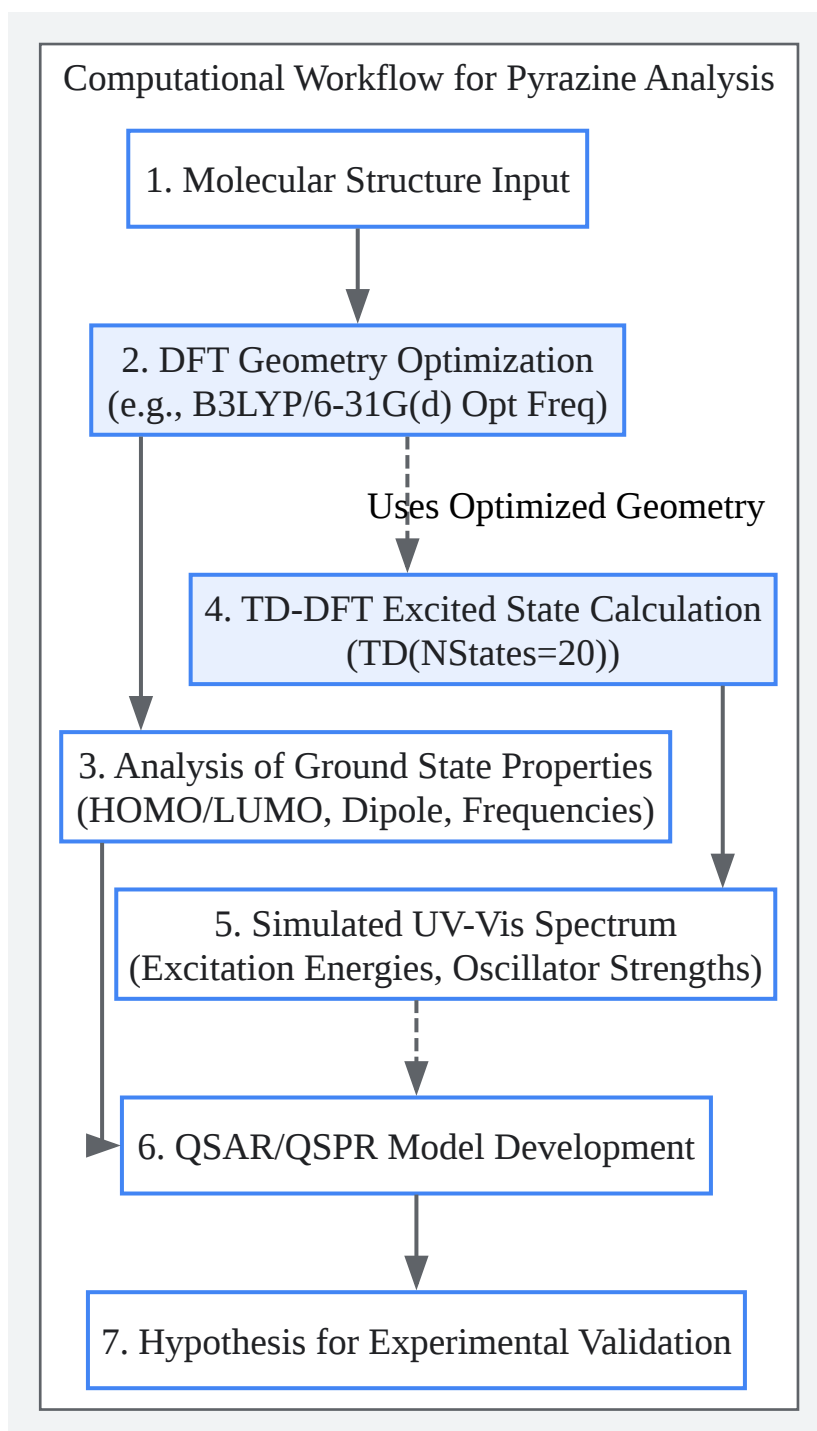 Computational Workflow for Pyrazine Analysis
1. Molecular Structure Input
2. DFT Geometry Optimization
(e.g., B3LYP/6-31G(d) Opt Freq)
Uses Optimized Geometry
4. TD-DFT Excited State Calculation
(TD(NStates=20))
3. Analysis of Ground State Properties
(HOMO/LUMO, Dipole, Frequencies)
5. Simulated UV-Vis Spectrum
(Excitation Energies, Oscillator Strengths)
6. QSAR/QSPR Model Development
7. Hypothesis for Experimental Validation